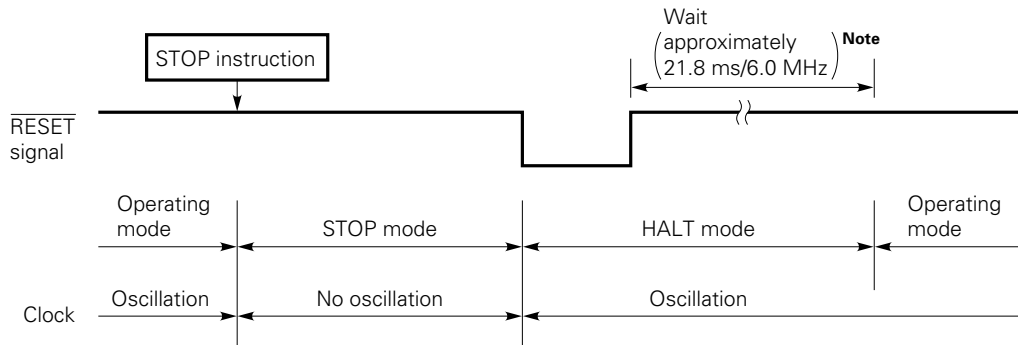 Wait
approximately
21.8 ms/6.0 MHz
Note
STOP instruction
RESET
signal
Operating
mode
STOP mode
HALT mode
Operating
mode
Clock
Oscillation
No oscillation
Oscillation